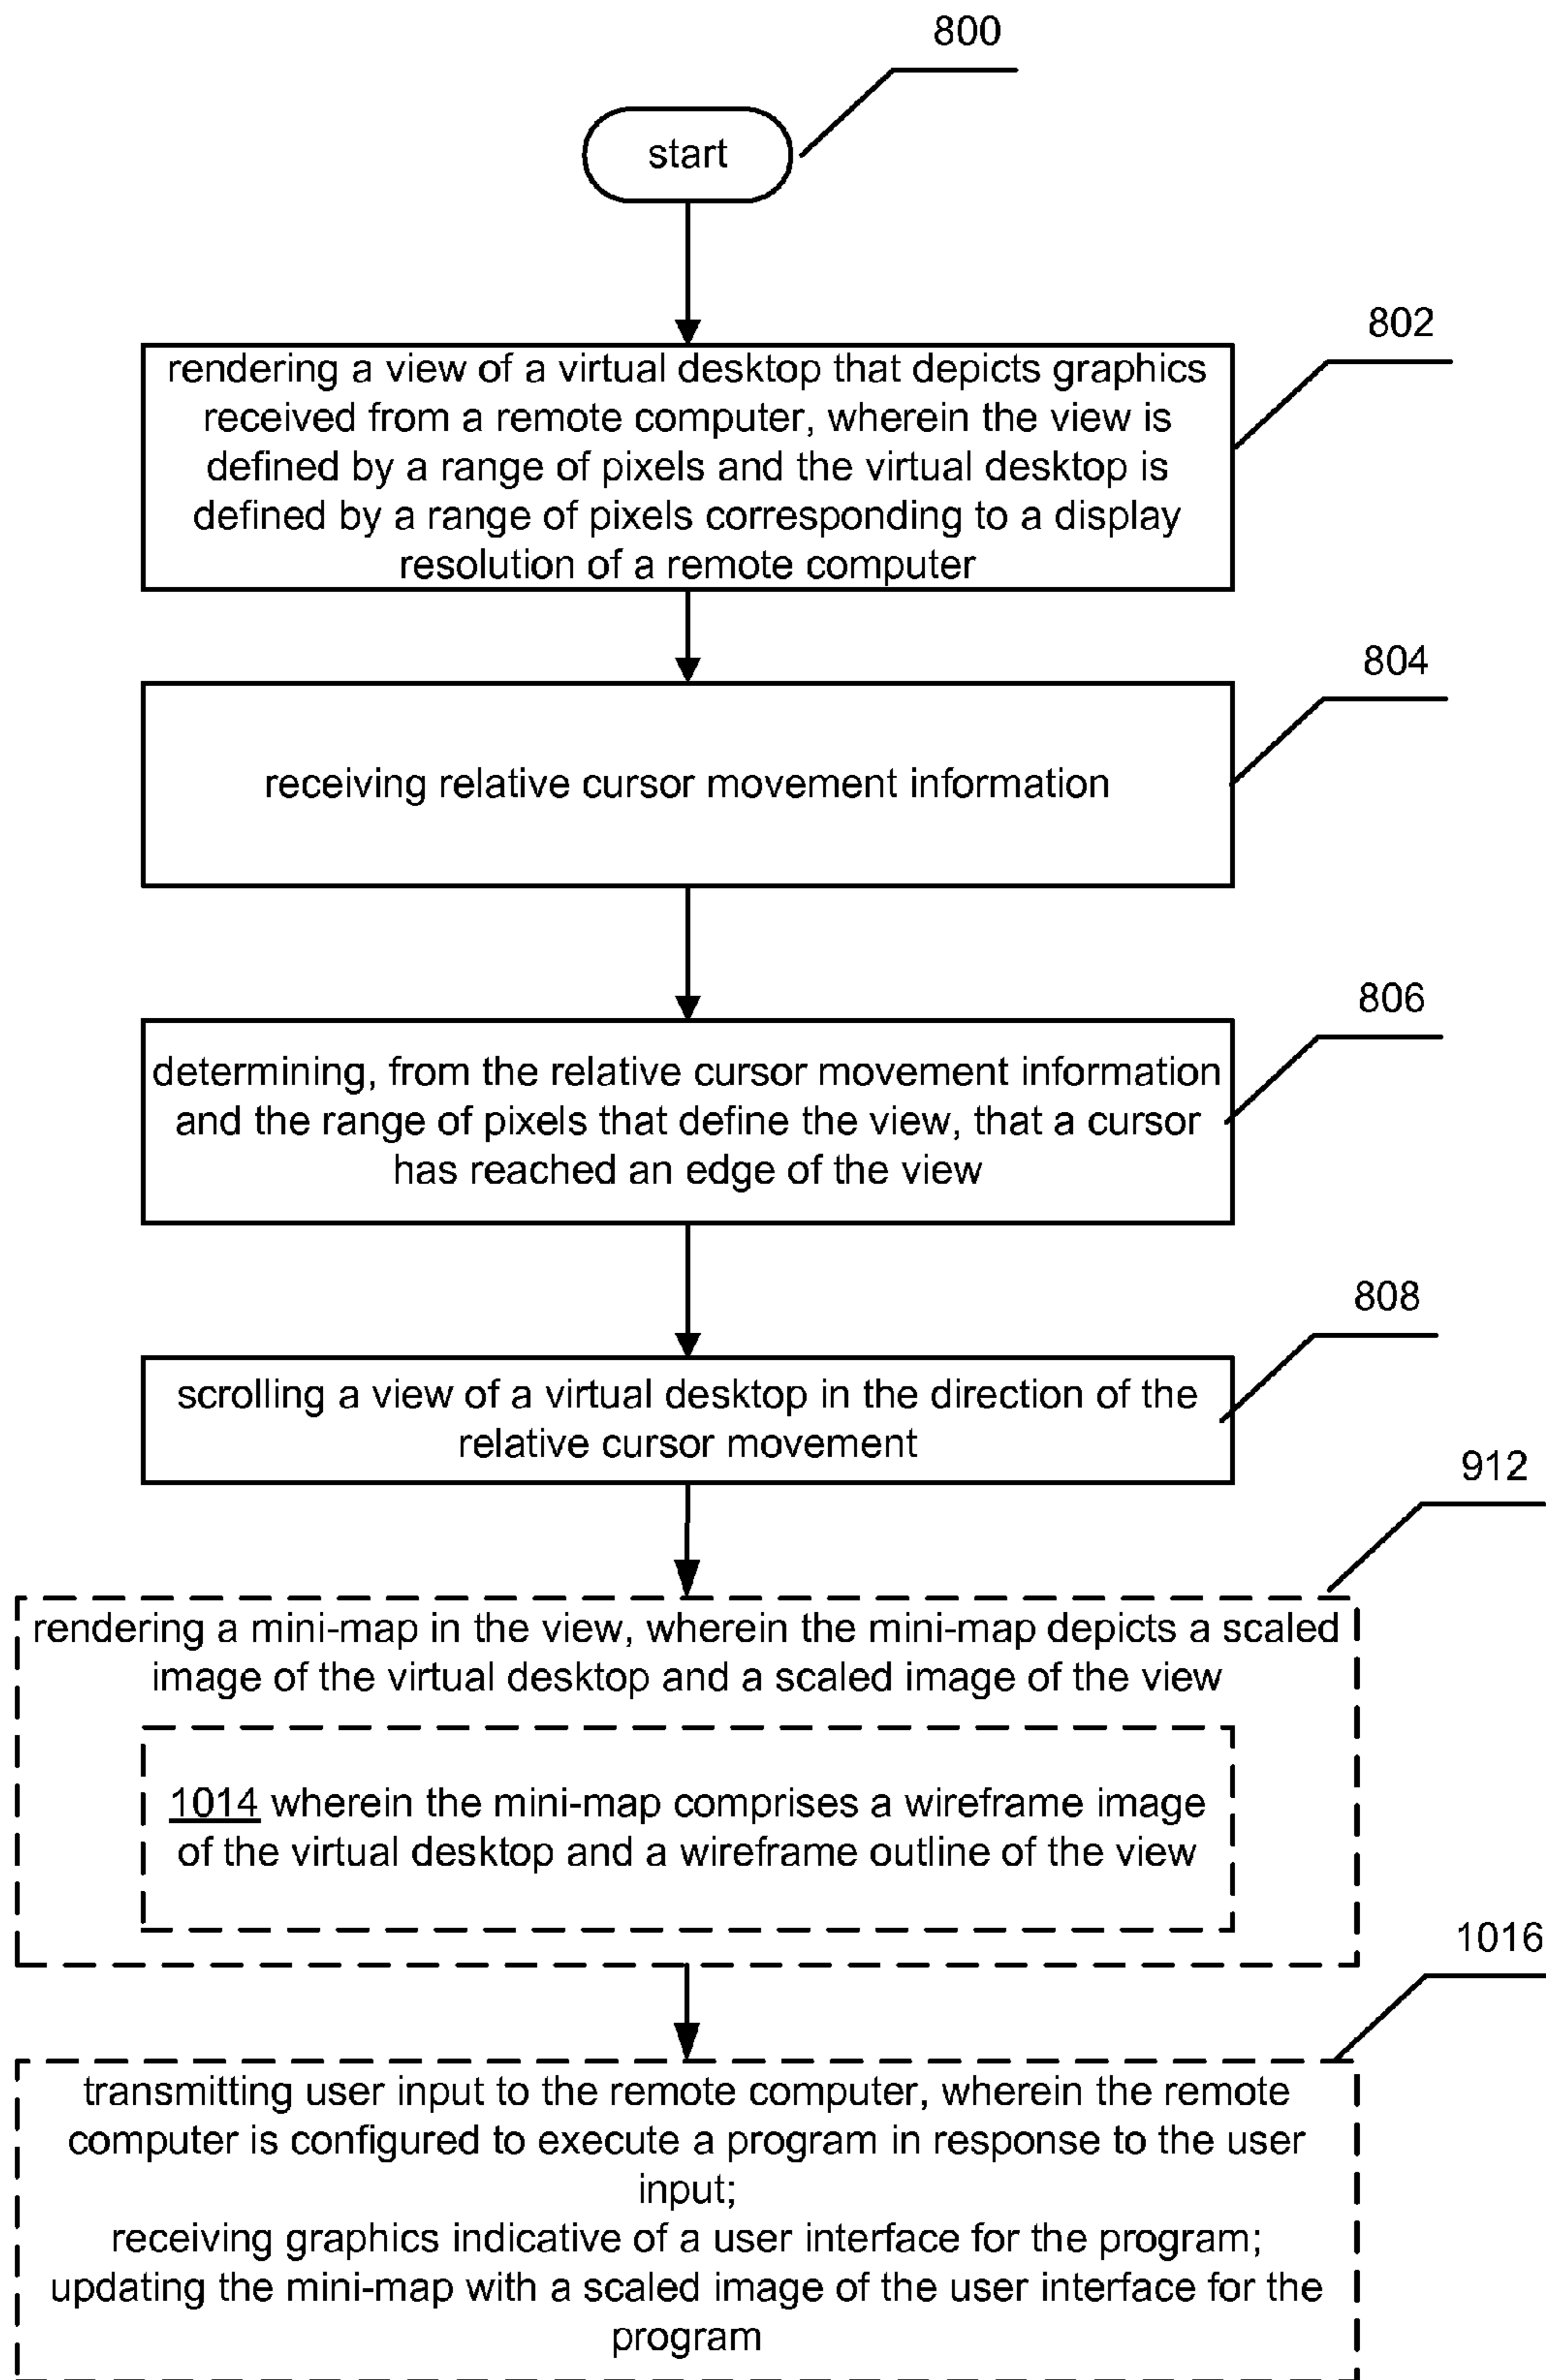 800
start
802
rendering a view of a virtual desktop that depicts graphics
received from a remote computer, wherein the view is
defined by a range of pixels and the virtual desktop is
defined by a range of pixels corresponding to a display
resolution of a remote computer
804
receiving relative cursor movement information
806
determining, from the relative cursor movement information
and the range of pixels that define the view, that a cursor
has reached an edge of the view
808
scrolling a view of a virtual desktop in the direction of the
relative cursor movement
912
rendering a mini-map in the view, wherein the mini-map depicts a scaled
image of the virtual desktop and a scaled image of the view
1014 wherein the mini-map comprises a wireframe image
of the virtual desktop and a wireframe outline of the view
1016
transmitting user input to the remote computer, wherein the remote
computer is configured to execute a program in response to the user
input;
receiving graphics indicative of a user interface for the program;
updating the mini-map with a scaled image of the user interface for the
program